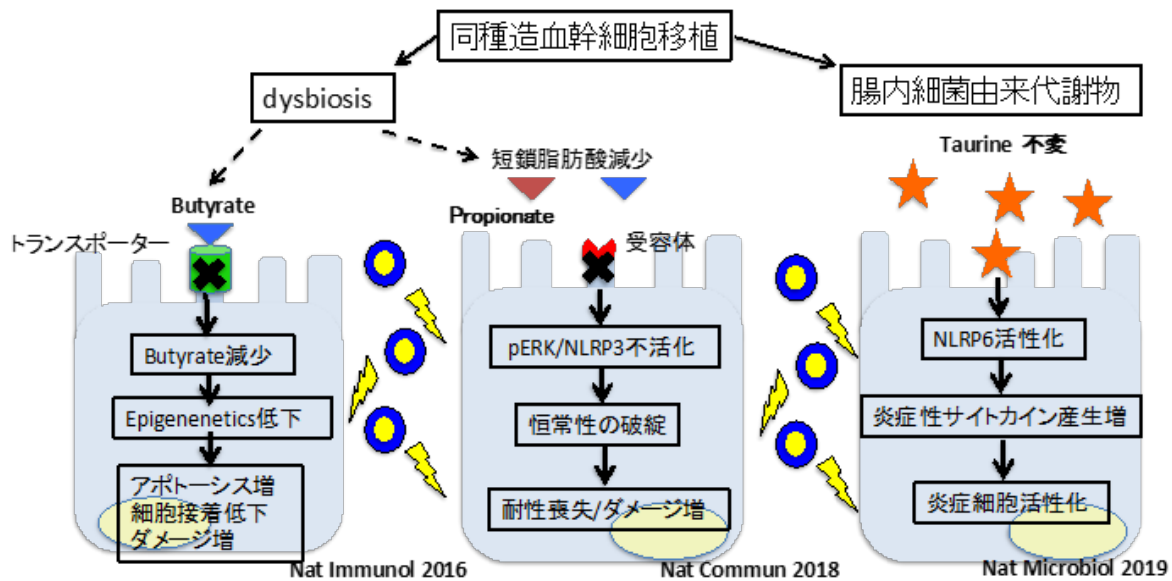 同種造血幹細胞移植
dysbiosis
腸内細菌由来代謝物
短鎖脂肪酸減少
Taurine 不変
Butyrate
Propionate
トランスポーター
受容体
Butyrate減少
pERK/NLRP3不活化
NLRP6活性化
Epigenenetics低下
恒常性の破綻
炎症性サイトカイン産生増
アポトーシス増
細胞接着低下
ダメージ増
耐性喪失/ダメージ増
炎症細胞活性化
Nat Immunol 2016
Nat Commun 2018
Nat Microbiol 2019